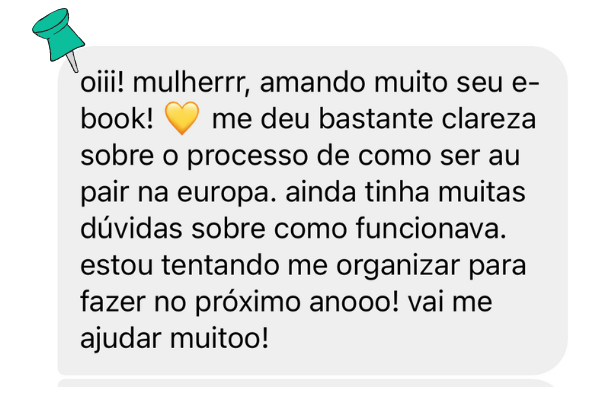 oiii! mulherrr, amando muito seu e-
book! 💛 me deu bastante clareza
sobre o processo de como ser au
pair na europa. ainda tinha muitas
dúvidas sobre como funcionava.
estou tentando me organizar para
fazer no próximo anooo! vai me
ajudar muitoo!